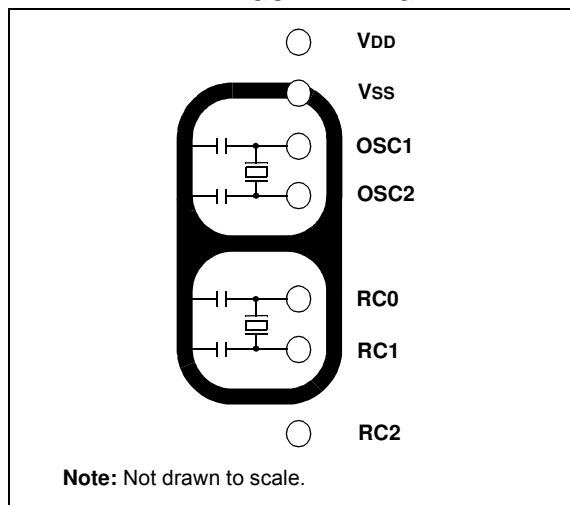 VDD
VSS
OSC1
OSC2
RC0
RC1
RC2
Note: Not drawn to scale.